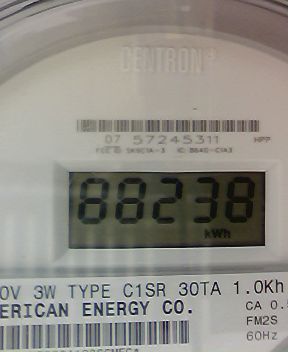 CENTRON®
07 57245311 HPP
88238
kWh
0V 3W TYPE C1SR 30TA 1.0Kh
ERICAN ENERGY CO.
CA 0.
FM2S
60Hz